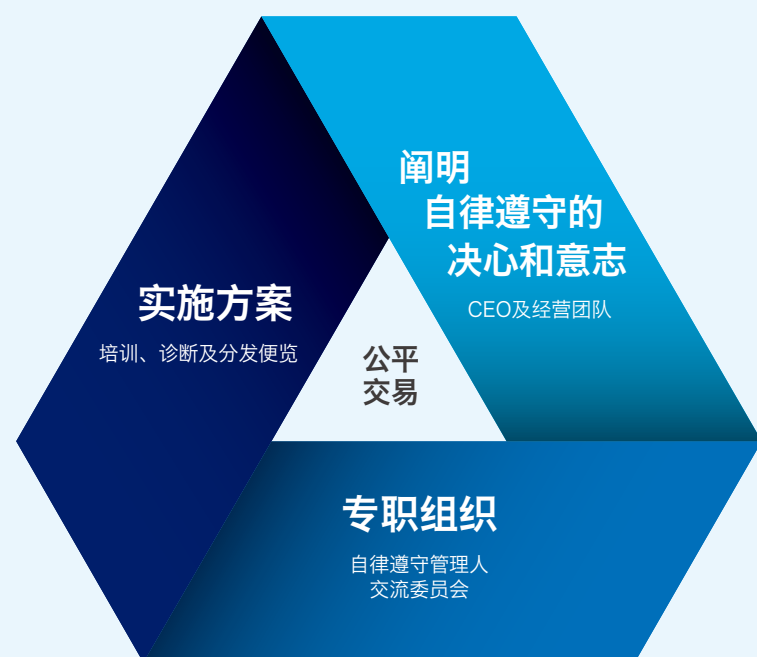 阐明
自律遵守的
决心和意志
CEO及经营团队
实施方案
培训、诊断及分发便览
公平
交易
专职组织
自律遵守管理人
交流委员会